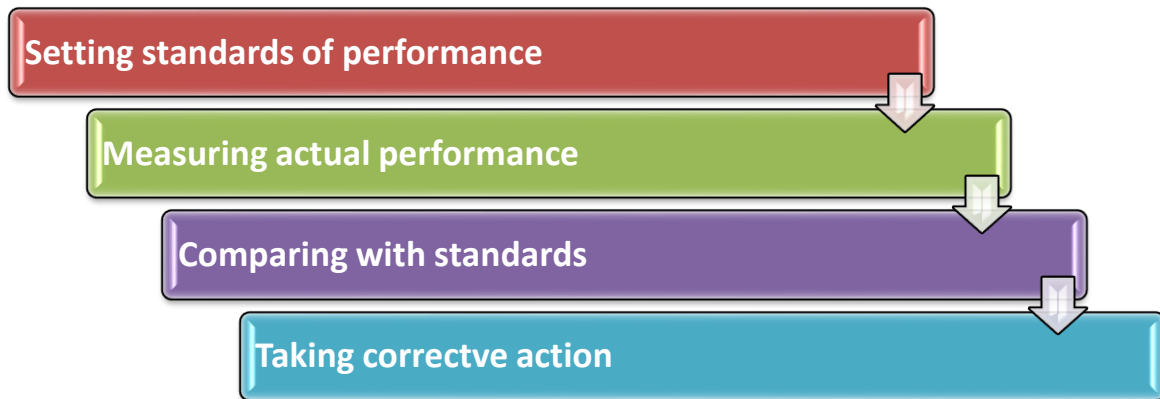 Setting standards of performance
Measuring actual performance
Comparing with standards
Taking correctve action